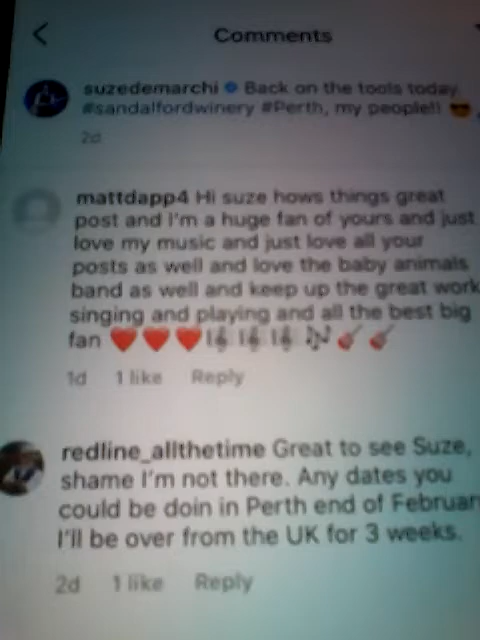 Comments
suzedemarchi Back on the tools today.
#sandalfordwinery #Perth, my people!! 😎
2d
mattdapp4 Hi suze hows things great
post and I'm a huge fan of yours and just
love my music and just love all your
posts as well and love the baby animals
band as well and keep up the great work
singing and playing and all the best big
fan ❤️❤️❤️🎼🎼🎼🎶🎸🎸
1d 1 like Reply
redline_allthetime Great to see Suze,
shame I'm not there. Any dates you
could be doin in Perth end of Februar
I'll be over from the UK for 3 weeks.
2d 1 like Reply